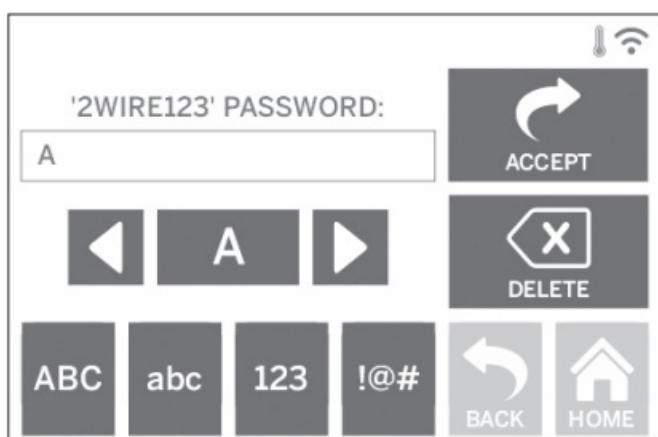 '2WIRE123' PASSWORD:
A
ACCEPT
A
X
DELETE
ABC abc 123 !@#
BACK HOME